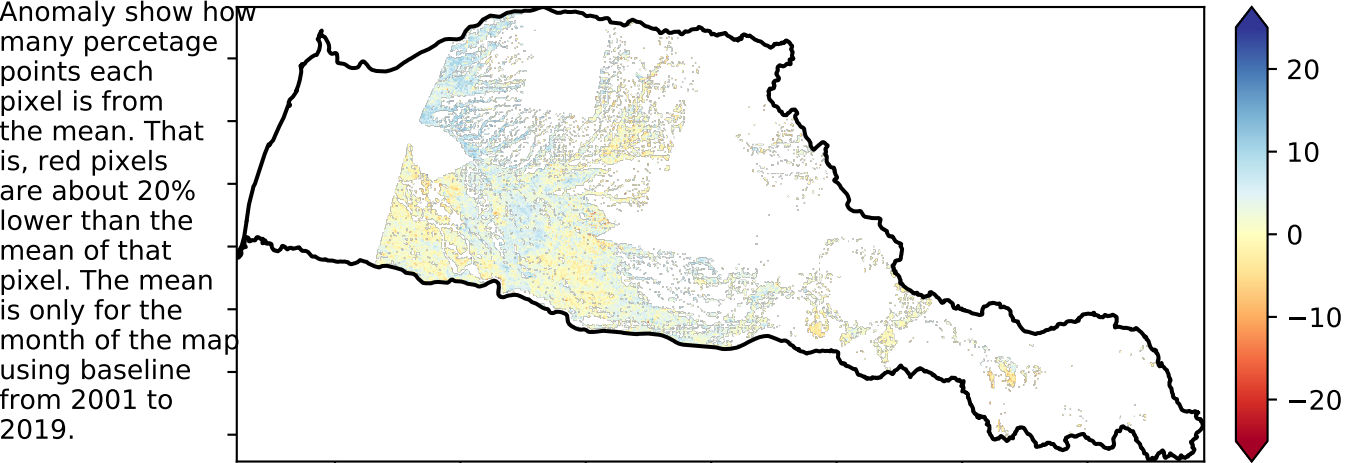 Anomaly show how
many percetage
points each
pixel is from
the mean. That
is, red pixels
are about 20%
lower than the
mean of that
pixel. The mean
is only for the
month of the map
using baseline
from 2001 to
2019.
20
10
0
−10
−20